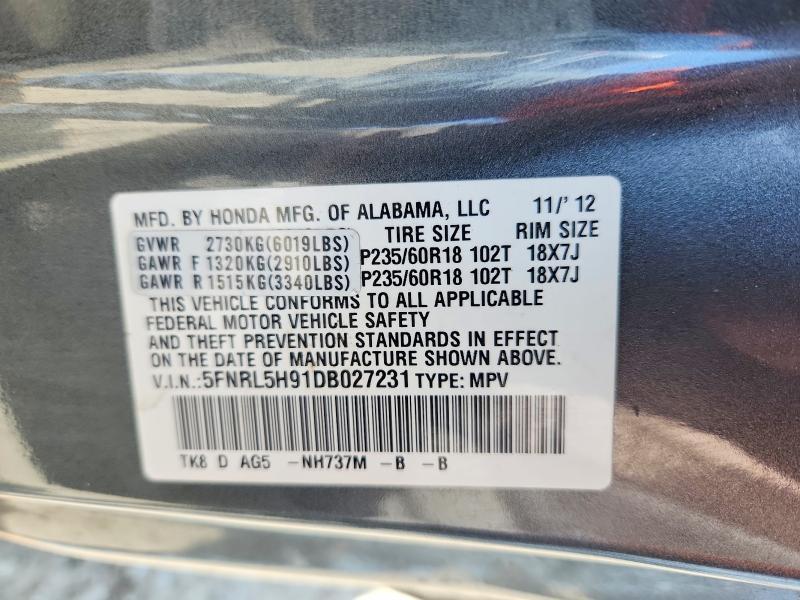 MFD. BY HONDA MFG. OF ALABAMA, LLC 11/' 12
TIRE SIZE RIM SIZE
GVWR 2730KG(6019LBS)
GAWR F 1320KG(2910LBS) P235/60R18 102T 18X7J
GAWR R 1515KG(3340LBS) P235/60R18 102T 18X7J
THIS VEHICLE CONFORMS TO ALL APPLICABLE
FEDERAL MOTOR VEHICLE SAFETY
AND THEFT PREVENTION STANDARDS IN EFFECT
ON THE DATE OF MANUFACTURE SHOWN ABOVE.
V.I.N.:5FNRL5H91DB027231 TYPE: MPV
TK8 D AG5 -NH737M -B -B